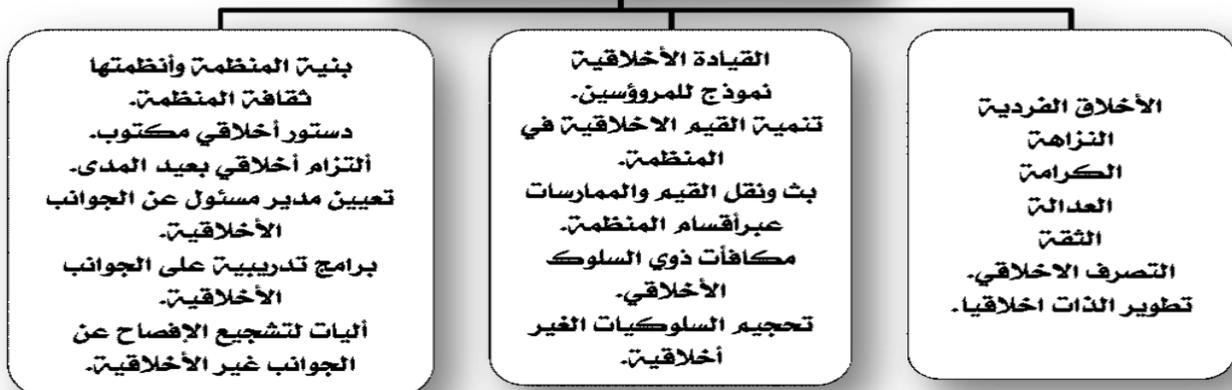 الأخلاق الفردية
النزاهة
الكرامة
العدالة
الثقة
التصرف الاخلاقي.
تطوير الذات اخلاقيا.
القيادة الأخلاقية
نموذج للمروؤسين.
تنمية القيم الاخلاقية في
المنظمة.
بث ونقل القيم والممارسات
عبرأقسام المنظمة.
مكافأت ذوي السلوك
الأخلاقي.
تحجيم السلوكيات الغير
أخلاقية.
بنية المنظمة وأنظمتها
ثقافة المنظمة.
دستور أخلاقي مكتوب.
ألتزام أخلاقي بعيد المدى.
تعيين مدير مسئول عن الجوانب
الأخلاقية.
برامج تدريبية على الجوانب
الأخلاقية.
أليات لتشجيع الإفصاح عن
الجوانب غير الأخلاقية.